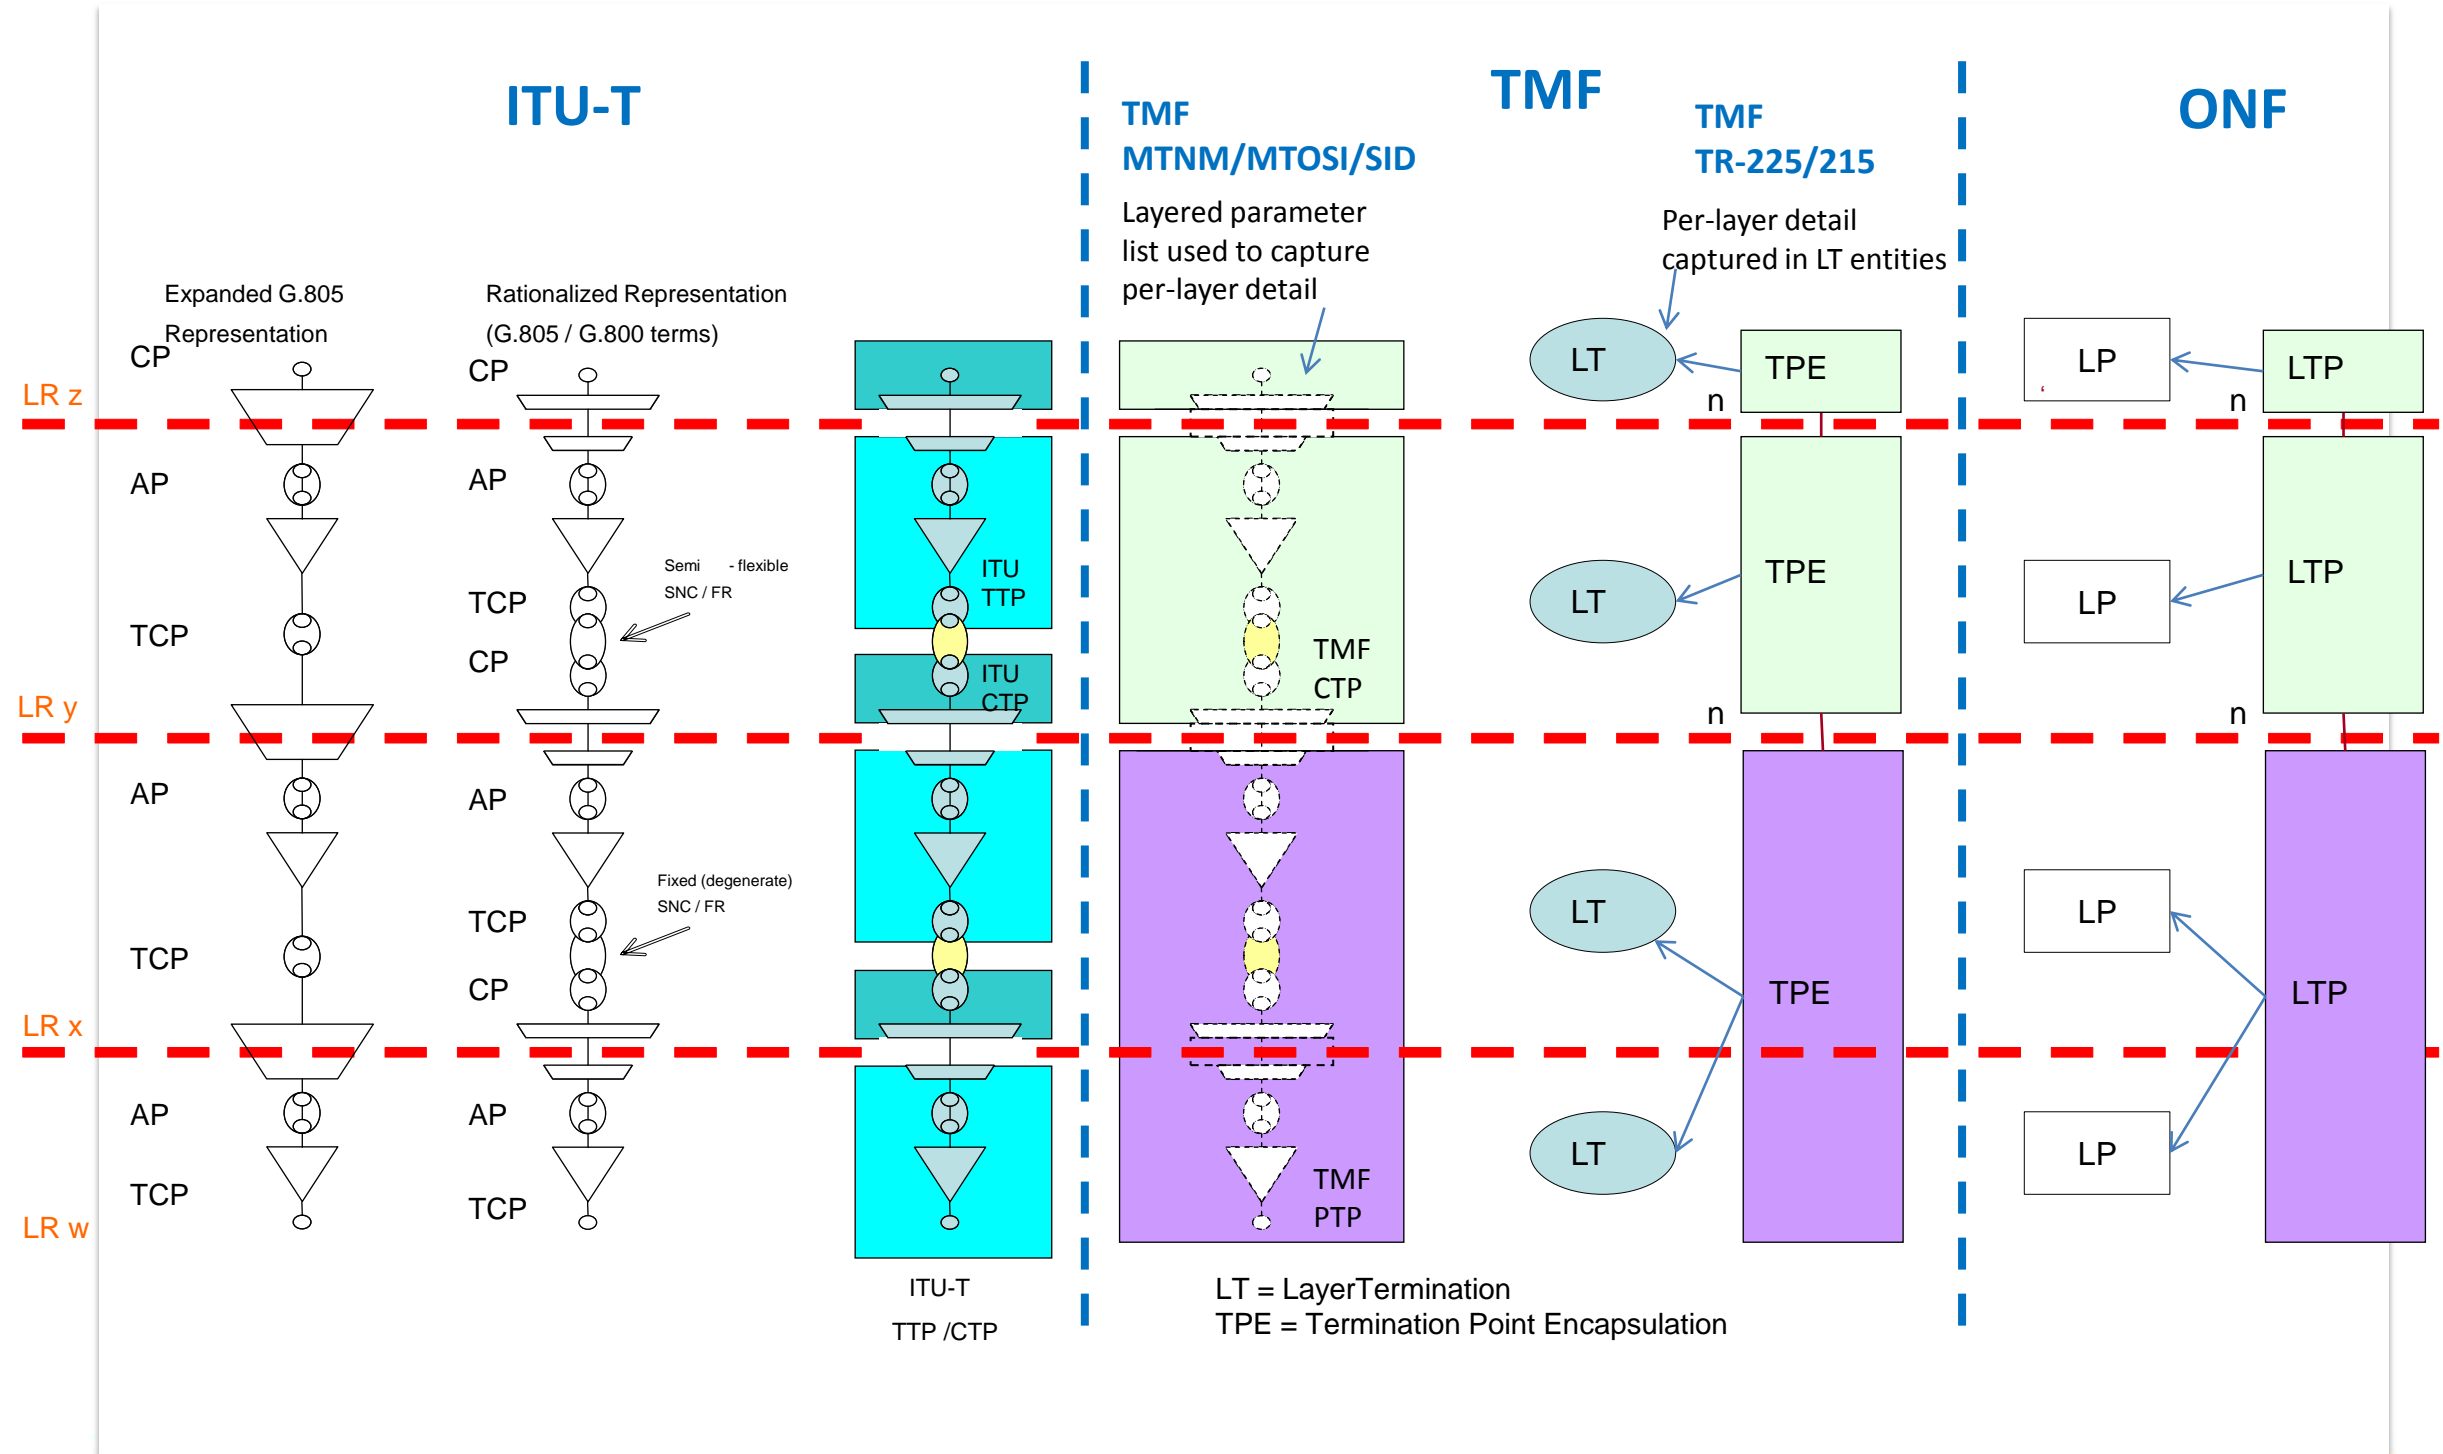 ITU-T
TMF
ONF
TMF
MTNM/MTOSI/SID
TMF
TR-225/215
Layered parameter
list used to capture
per-layer detail
Per-layer detail
captured in LT entities
Expanded G.805
Representation
Rationalized Representation
(G.805 / G.800 terms)
CP
CP
LT
TPE
LP
LTP
LR z
n
n
‘
AP
AP
Semi - flexible
SNC / FR
ITU
TTP
LT
TPE
LP
LTP
TCP
TCP
CP
ITU
CTP
TMF
CTP
LR y
n
n
AP
AP
Fixed (degenerate)
SNC / FR
LT
LP
TCP
TCP
CP
TPE
LTP
LR x
AP
AP
LT
LP
TCP
TCP
TMF
PTP
LR w
ITU-T
TTP /CTP
LT = LayerTermination
TPE = Termination Point Encapsulation